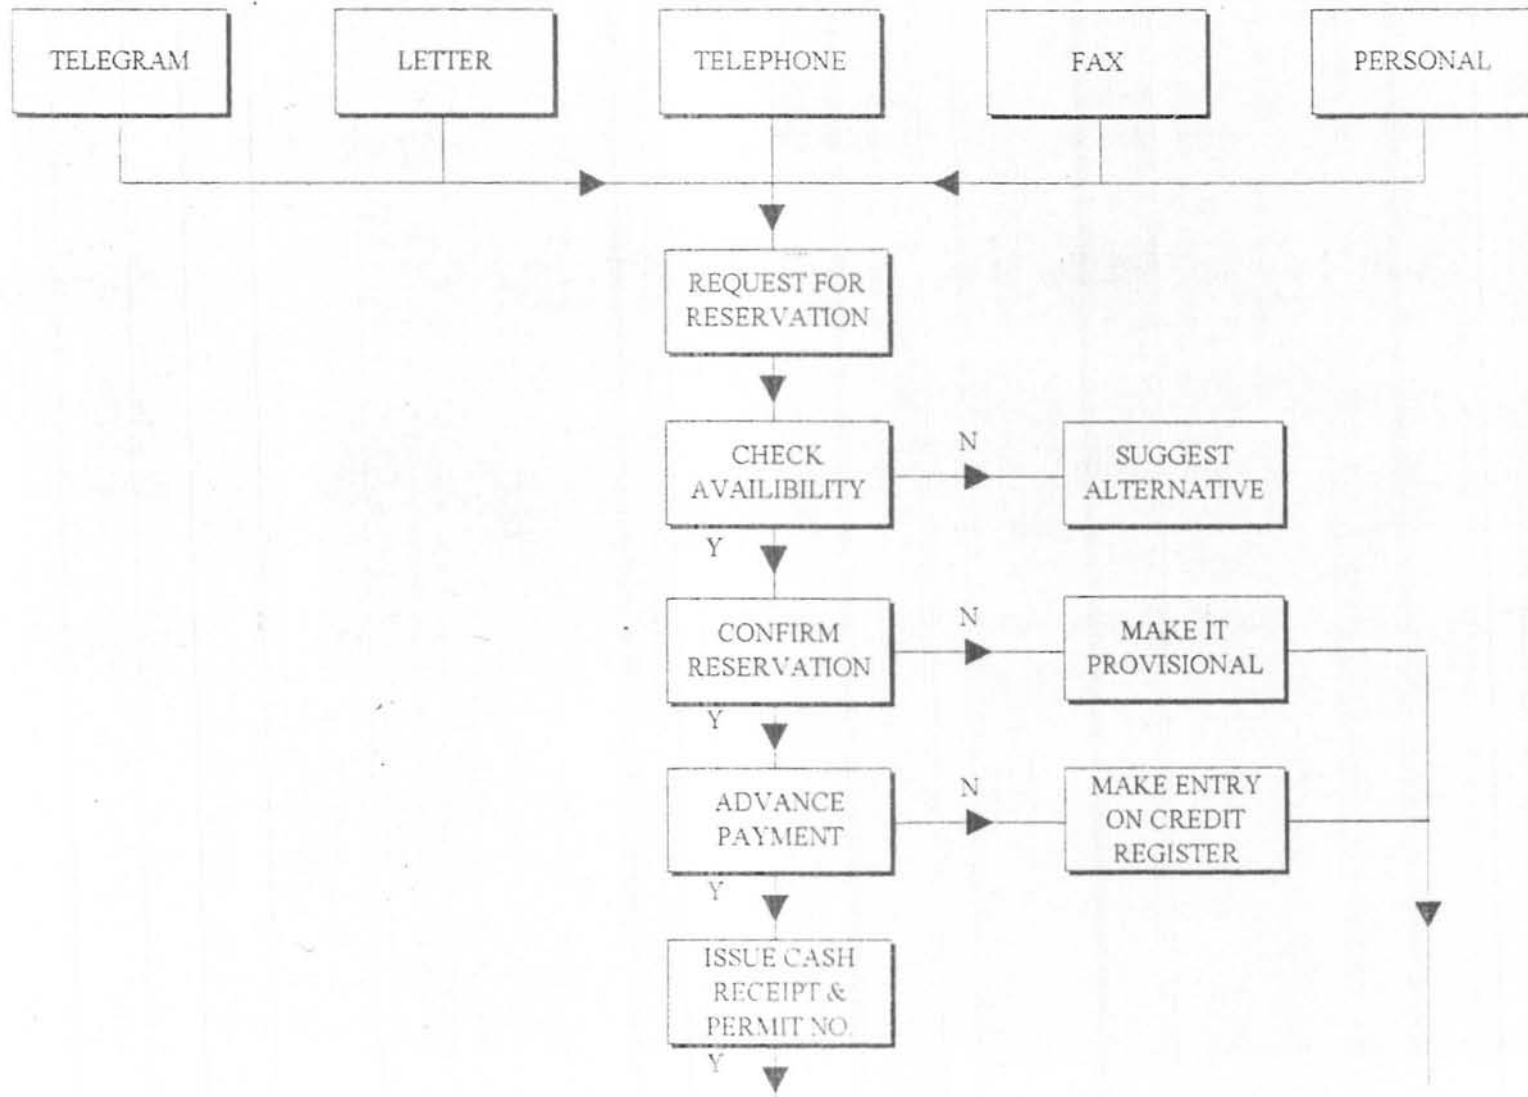 TELEGRAM
LETTER
TELEPHONE
FAX
PERSONAL
REQUEST FOR
RESERVATION
CHECK
AVAILIBILITY
N
SUGGEST
ALTERNATIVE
Y
CONFIRM
RESERVATION
N
MAKE IT
PROVISIONAL
Y
ADVANCE
PAYMENT
N
MAKE ENTRY
ON CREDIT
REGISTER
Y
ISSUE CASH
RECEIPT &
PERMIT NO.
Y